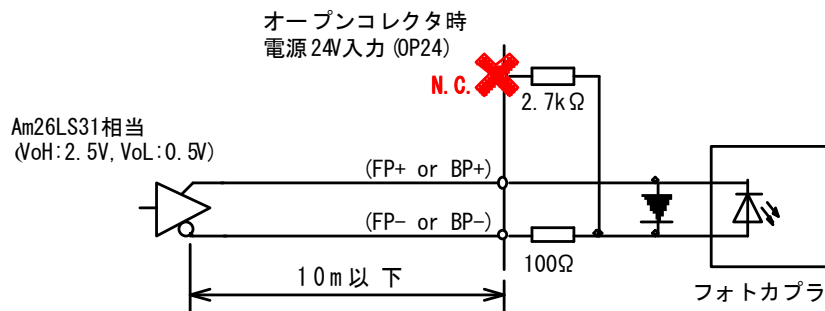 オープンコレクタ時
電源24V入力(OP24)
N.C.
2.7kΩ
Am26LS31相当
(VoH:2.5V,VoL:0.5V)
(FP+ or BP+)
(FP- or BP-)
100Ω
10m以下
フォトカプラ